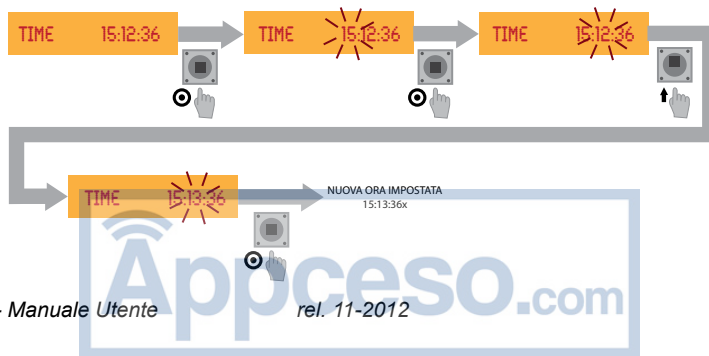 TIME 15:12:36 TIME 15:12:36 TIME 15:12:36
TIME 15:13:36
NUOVA ORA IMPOSTATA
15:13:36x
Appceso.com
- Manuale Utente rel. 11-2012